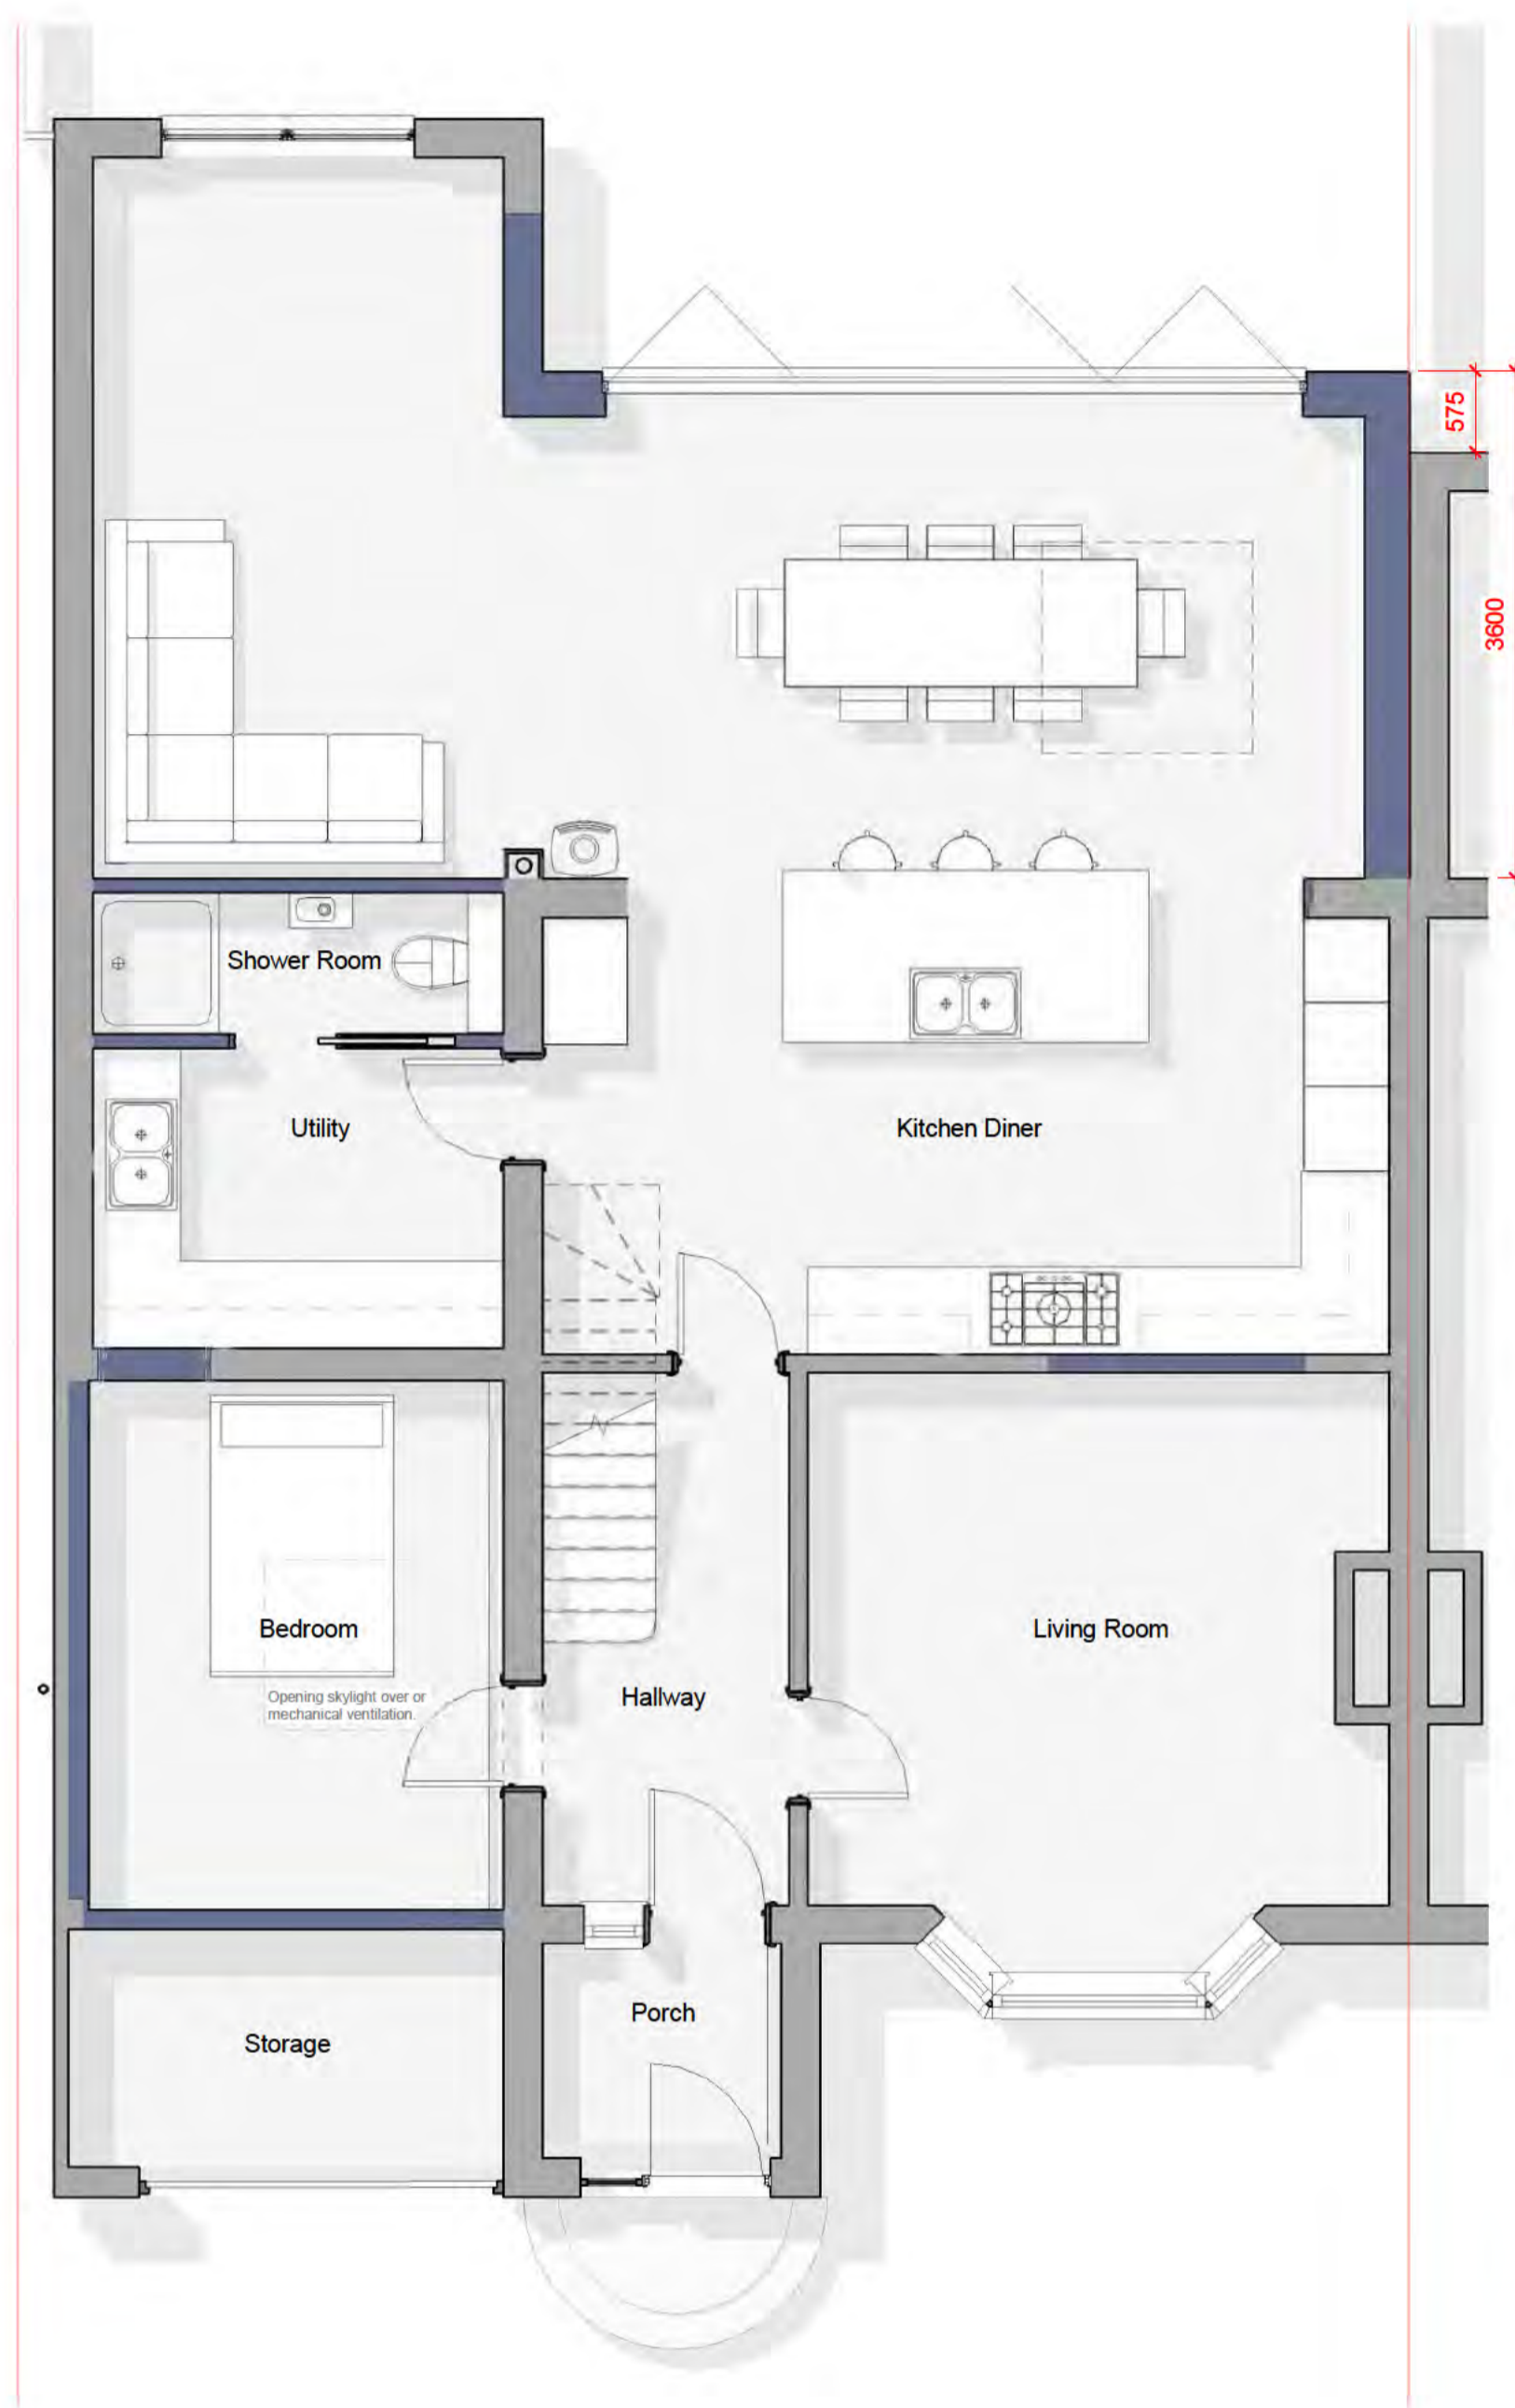 575
3600
Shower Room
Utility
Kitchen Diner
Bedroom
Opening skylight over or
mechanical ventilation.
Hallway
Living Room
Porch
Storage